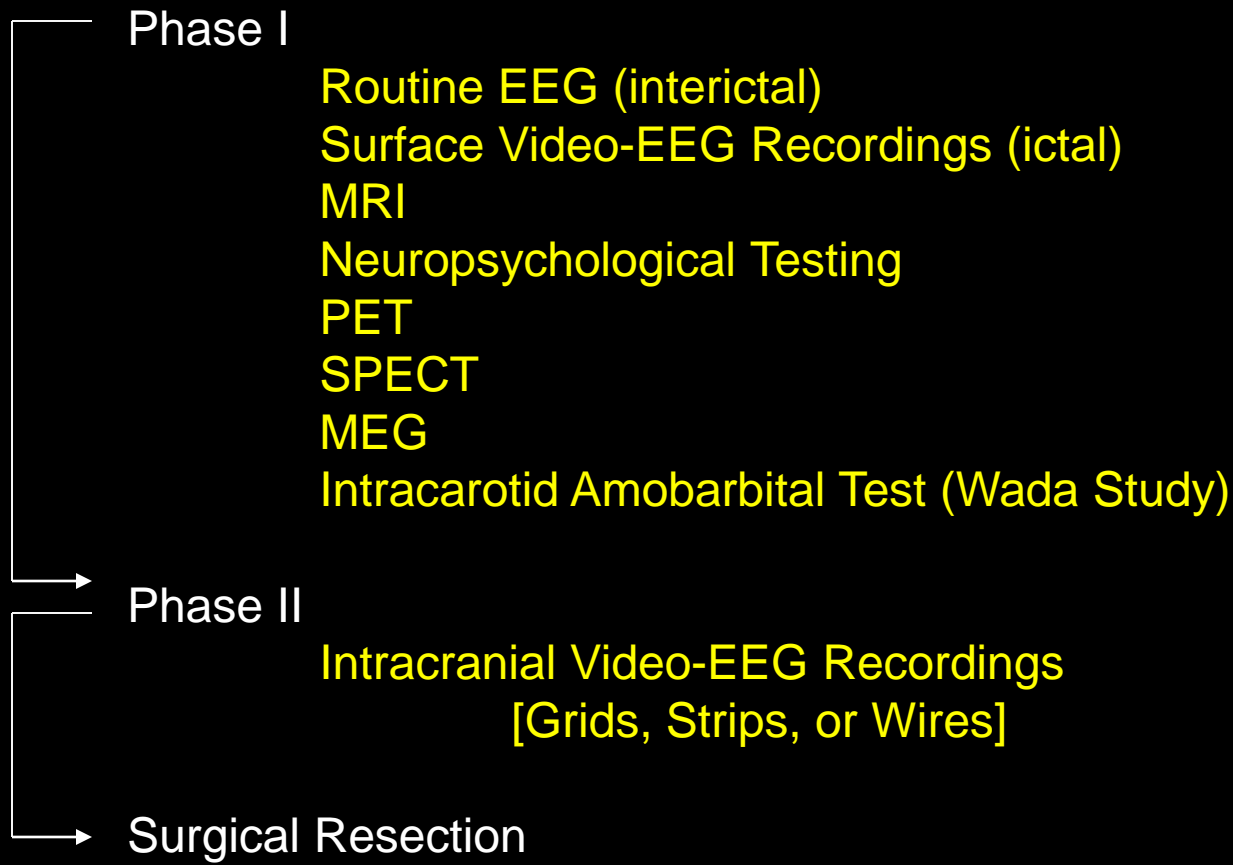 Phase I
Routine EEG (interictal)
Surface Video-EEG Recordings (ictal)
MRI
Neuropsychological Testing
PET
SPECT
MEG
Intracarotid Amobarbital Test (Wada Study)
Phase II
Intracranial Video-EEG Recordings
[Grids, Strips, or Wires]
Surgical Resection